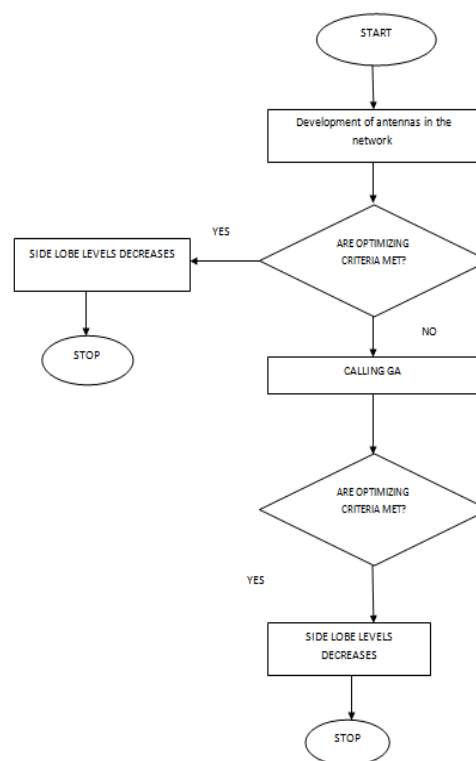 START
Development of antennas in the
network
YES
ARE OPTIMIZING
CRITERIA MET?
SIDE LOBE LEVELS DECREASES
STOP
NO
CALLING GA
ARE OPTIMIZING
CRITERIA MET?
YES
SIDE LOBE LEVELS
DECREASES
STOP